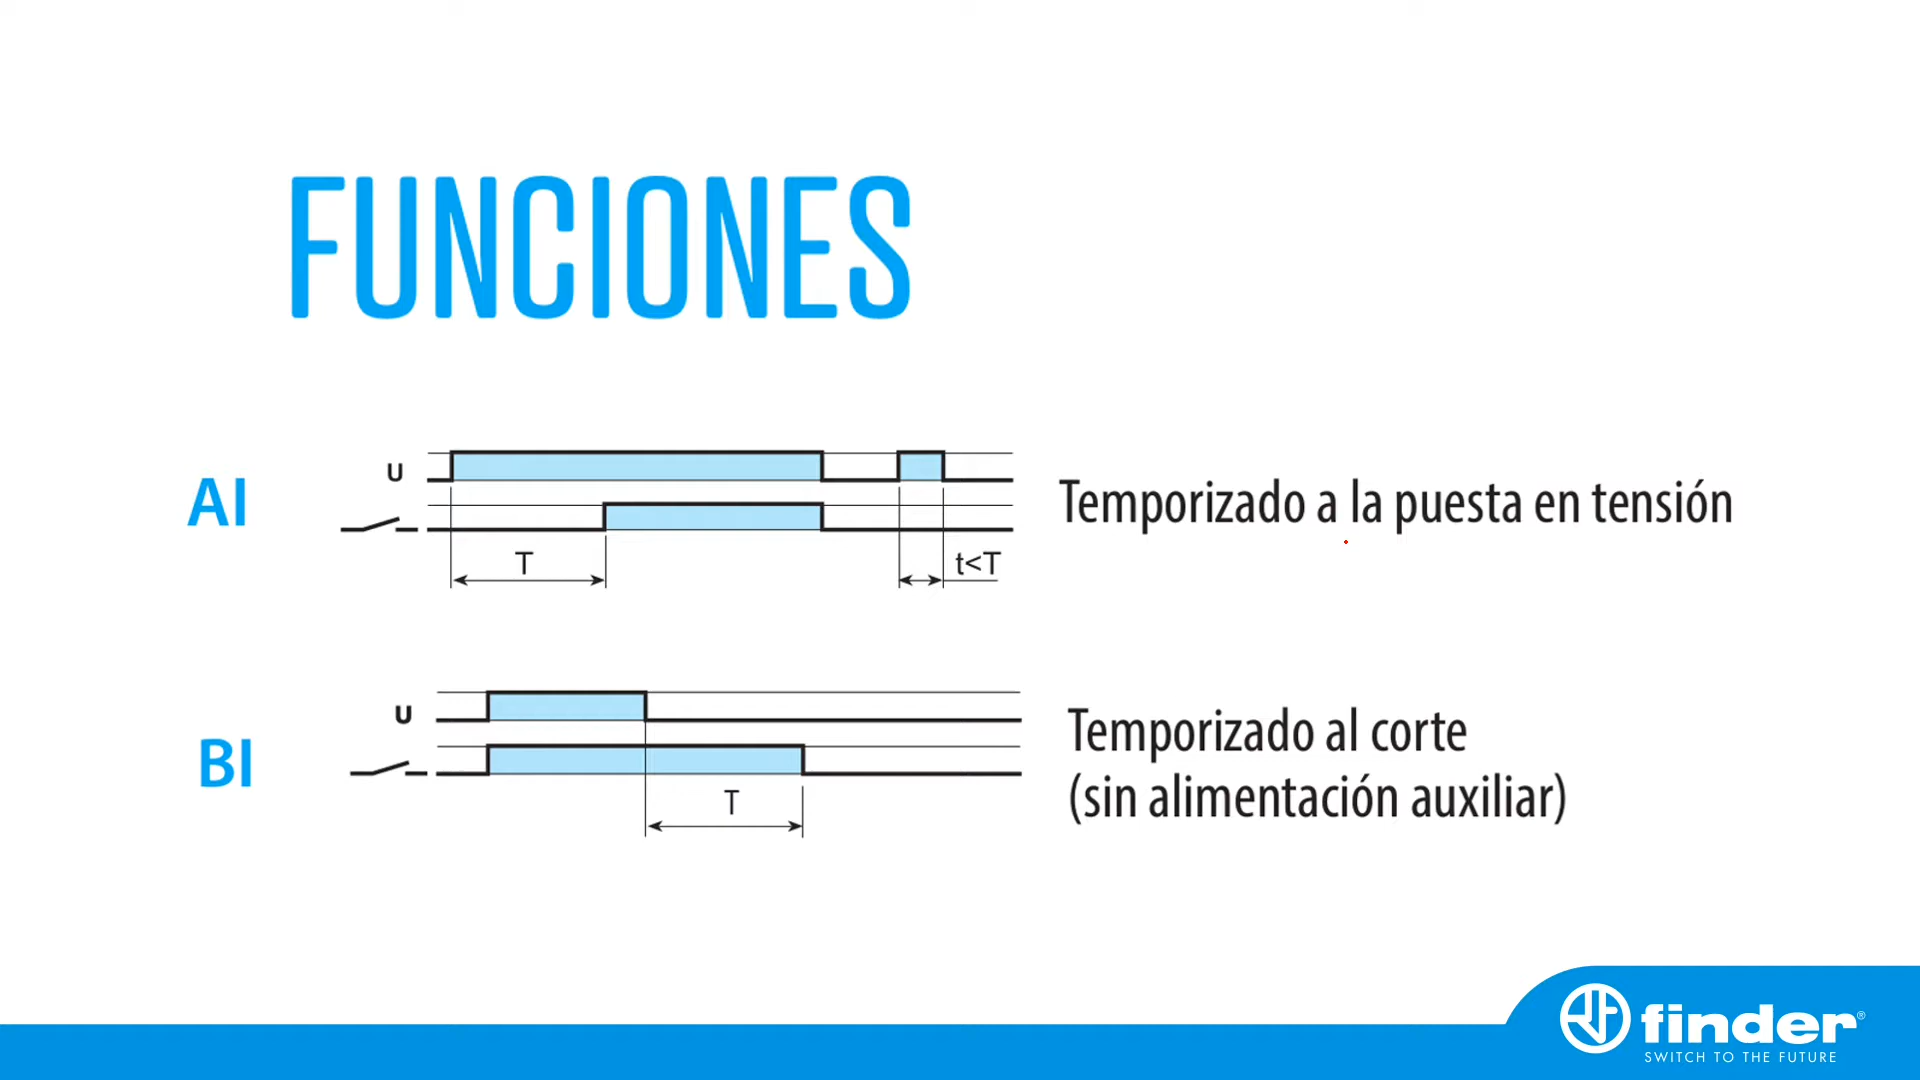 FUNCIONES
AI
U
T
t<T
Temporizado a la puesta en tensión
BI
U
T
Temporizado al corte
(sin alimentación auxiliar)
finder®
SWITCH TO THE FUTURE